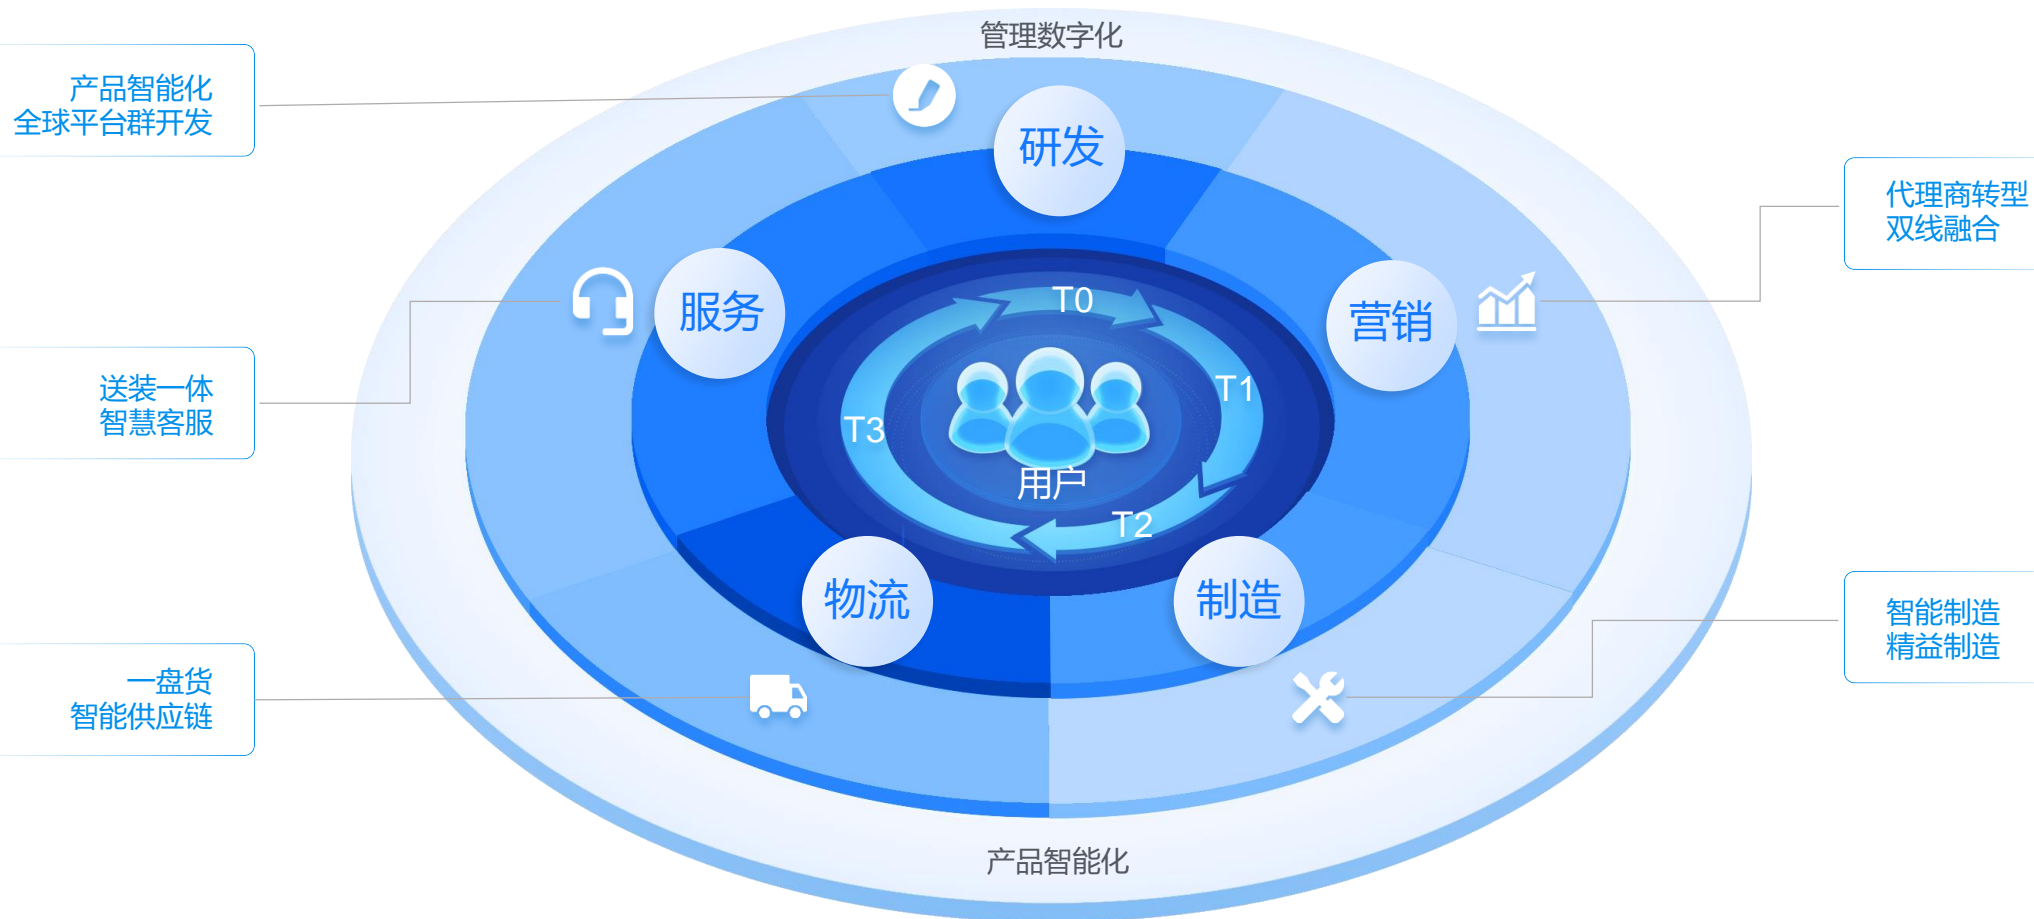 管理数字化
产品智能化
全球平台群开发
研发
代理商转型
双线融合
服务
T0
营销
送装一体
智慧客服
T1
T3
用户
T2
物流
制造
智能制造
精益制造
一盘货
智能供应链
产品智能化